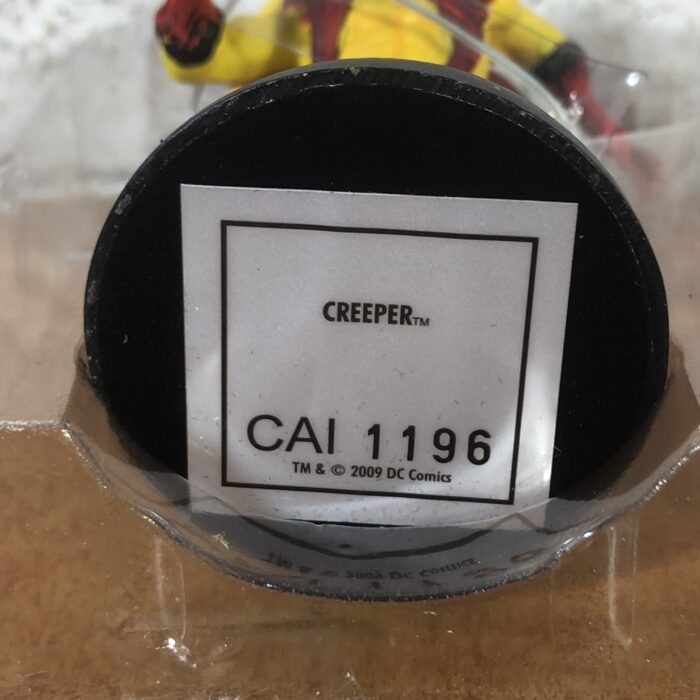 CREEPER™
CAI 1196
TM & © 2009 DC Comics